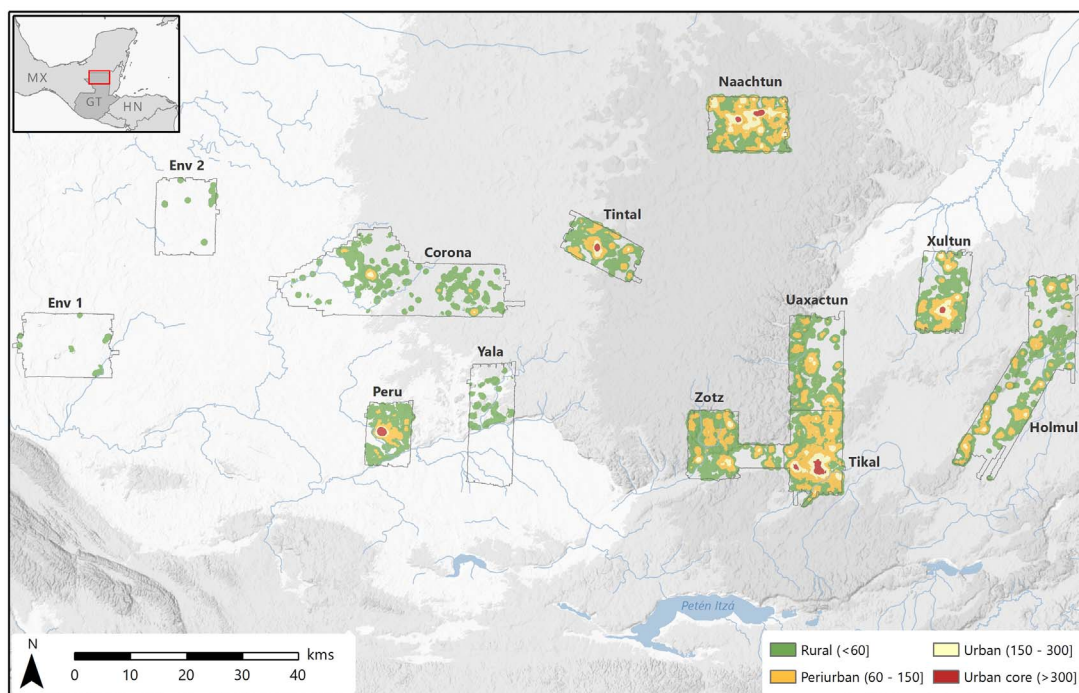 MX
GT
HN
Naachtun
Env 2
Tintal
Corona
Xultun
Env 1
Uaxactun
Yala
Peru
Zotz
Holmul
Tikal
Petén Itzá
N
kms
0 10 20 30 40
Rural (<60]
Urban (150 - 300]
Periurban (60 - 150]
Urban core (>300]